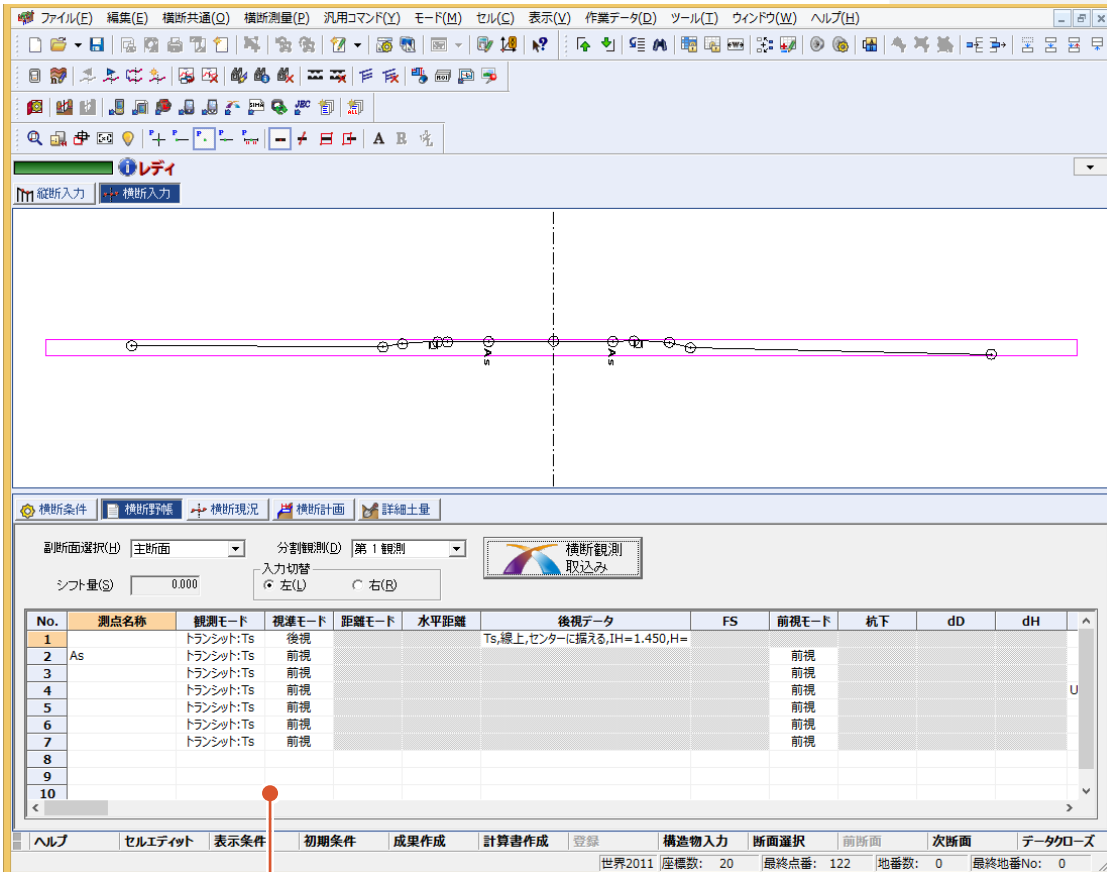 ファイル(F) 編集(E) 横断共通(O) 横断測量(P) 汎用コマンド(Y) モード(M) セル(C) 表示(V) 作業データ(D) ツール(T) ウィンドウ(W) ヘルプ(H)
レディ
縦断入力 横断入力
As As
横断条件 横断野帳 横断現況 横断計画 詳細土量
副断面選択(H) 主断面 分割観測(D) 第 1 観測 横断観測
取込み
シフト量(S) 0.000 入力切替 左(L) 右(R)
No. 測点名称 観測モード 視準モード 距離モード 水平距離 後視データ FS 前視モード 杭下 dD dH
1 トランシット:Ts 後視 Ts,線上,センターに据える,IH=1.450,H=
2 As トランシット:Ts 前視 前視
3 トランシット:Ts 前視 前視
4 トランシット:Ts 前視 前視 U
5 トランシット:Ts 前視 前視
6 トランシット:Ts 前視 前視
7 トランシット:Ts 前視 前視
8
9
10
ヘルプ セルエディット 表示条件 初期条件 成果作成 計算書作成 登録 構造物入力 断面選択 前断面 次断面 データクローズ
世界2011 座標数: 20 最終点番: 122 地番数: 0 最終地番No: 0